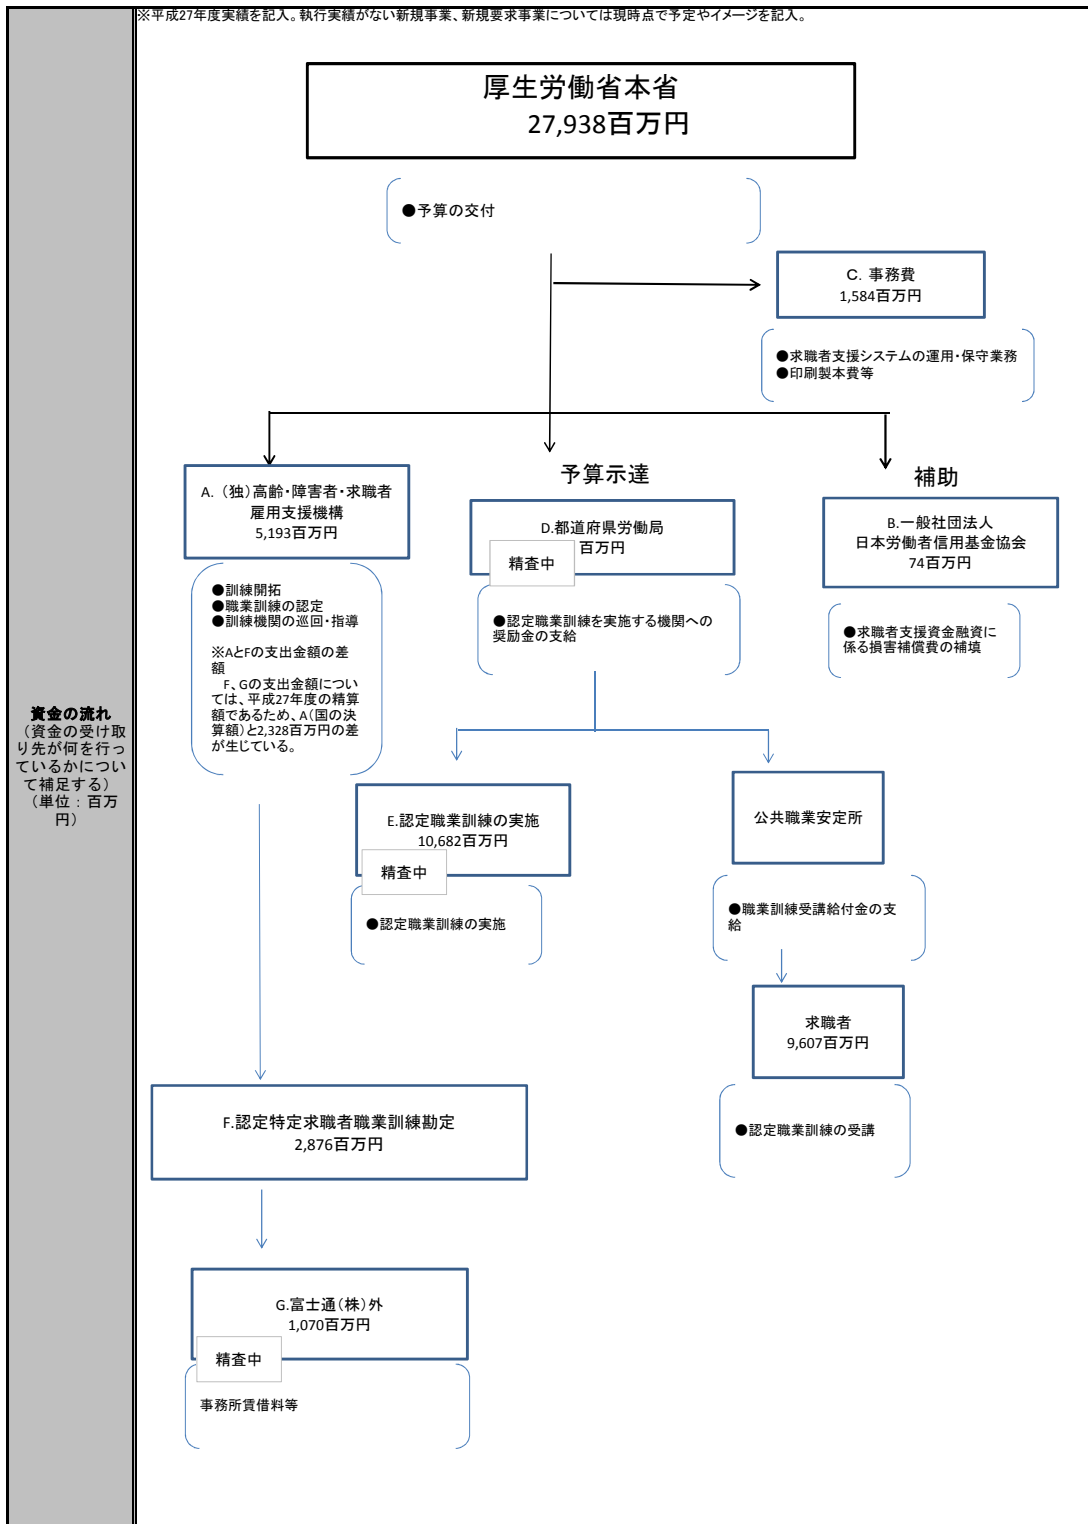 ※平成27年度実績を記入。執行実績がない新規事業、新規要求事業については現時点で予定やイメージを記入。
厚生労働省本省
27,938百万円
●予算の交付
C. 事務費
1,584百万円
●求職者支援システムの運用・保守業務
●印刷製本費等
A.（独）高齢・障害者・求職者
雇用支援機構
5,193百万円
予算示達
D.都道府県労働局
百万円
精査中
補助
B.一般社団法人
日本労働者信用基金協会
74百万円
●訓練開拓
●職業訓練の認定
●訓練機関の巡回・指導
※AとFの支出金額の差
額
F、Gの支出金額につい
ては、平成27年度の精算
額であるため、A（国の決
算額）と2,328百万円の差
が生じている。
●認定職業訓練を実施する機関への
奨励金の支給
●求職者支援資金融資に
係る損害補償費の補填
資金の流れ
（資金の受け取
り先が何を行っ
ているかについ
て補足する）
（単位：百万
円）
E.認定職業訓練の実施
10,682百万円
精査中
●認定職業訓練の実施
公共職業安定所
●職業訓練受講給付金の支
給
求職者
9,607百万円
●認定職業訓練の受講
F.認定特定求職者職業訓練勘定
2,876百万円
G.富士通（株）外
1,070百万円
精査中
事務所賃借料等